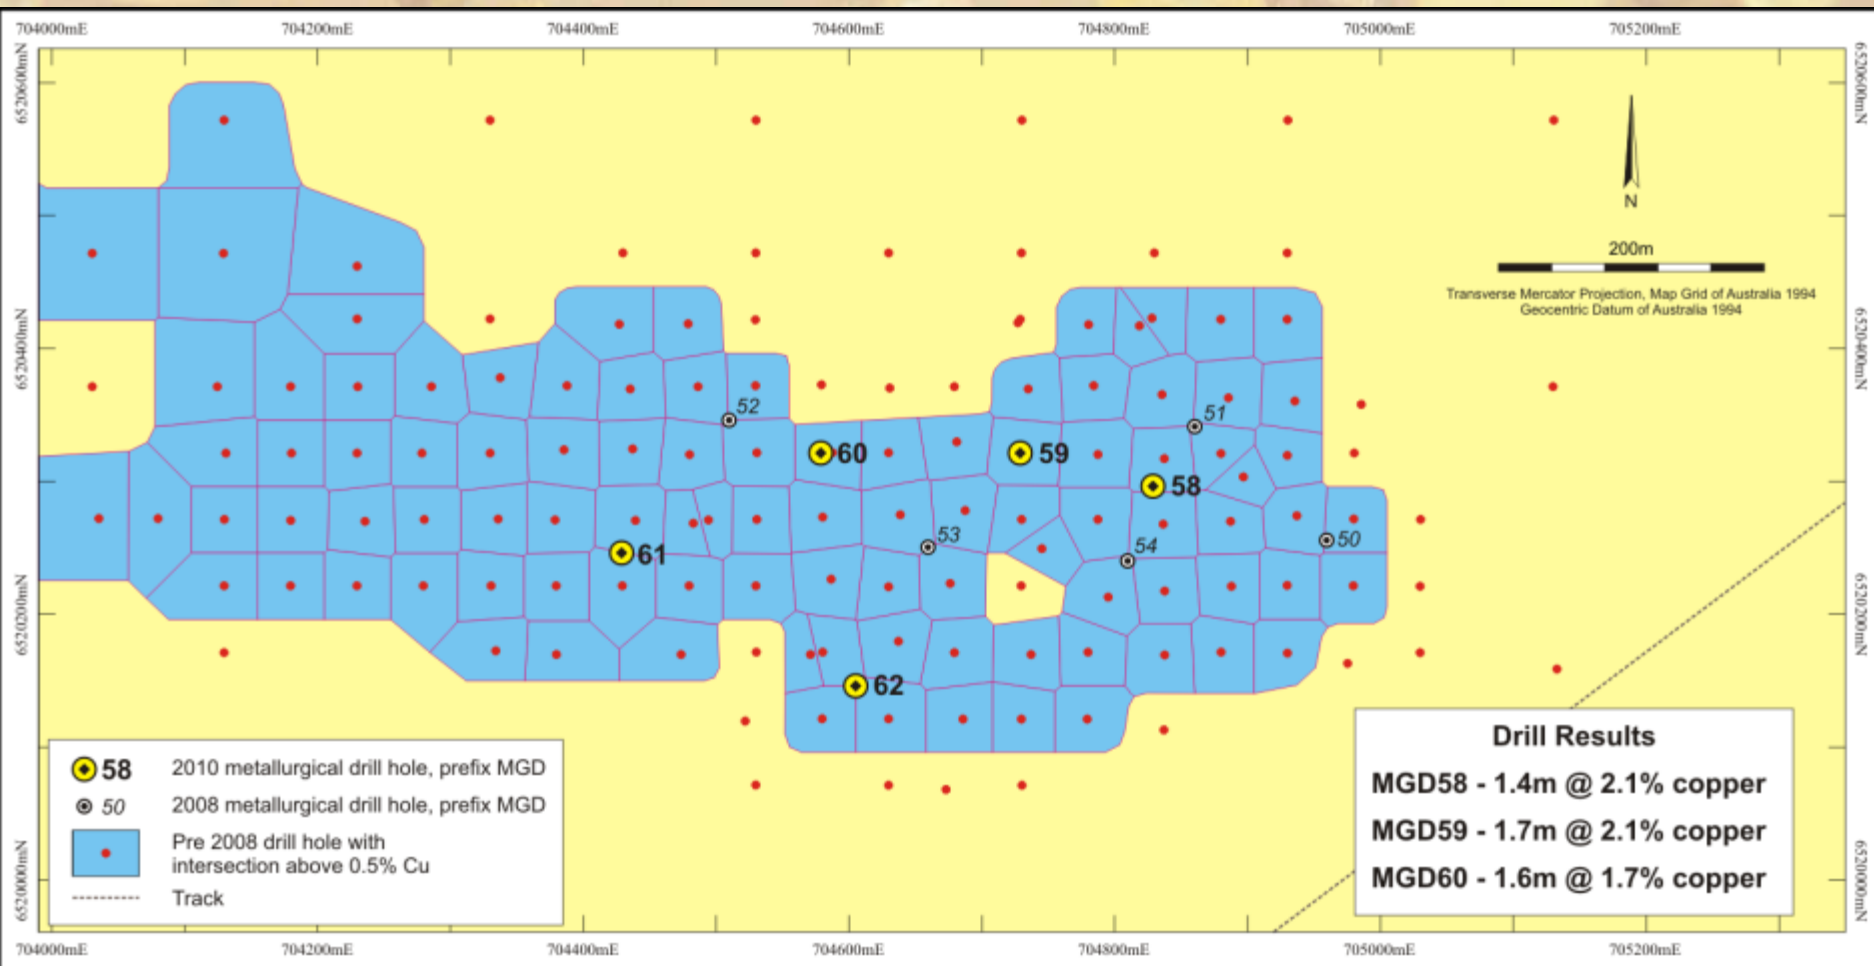 704000mE
704200mE
704400mE
704600mE
704800mE
705000mE
705200mE
6520600mN
6520600mN
N
200m
Transverse Mercator Projection, Map Grid of Australia 1994
Geocentric Datum of Australia 1994
6520400mN
6520400mN
52
51
60
59
58
61
53
54
50
6520200mN
6520200mN
62
58 2010 metallurgical drill hole, prefix MGD
50 2008 metallurgical drill hole, prefix MGD
Pre 2008 drill hole with
intersection above 0.5% Cu
Track
Drill Results
MGD58 - 1.4m @ 2.1% copper
MGD59 - 1.7m @ 2.1% copper
MGD60 - 1.6m @ 1.7% copper
6520000mN
6520000mN
704000mE
704200mE
704400mE
704600mE
704800mE
705000mE
705200mE